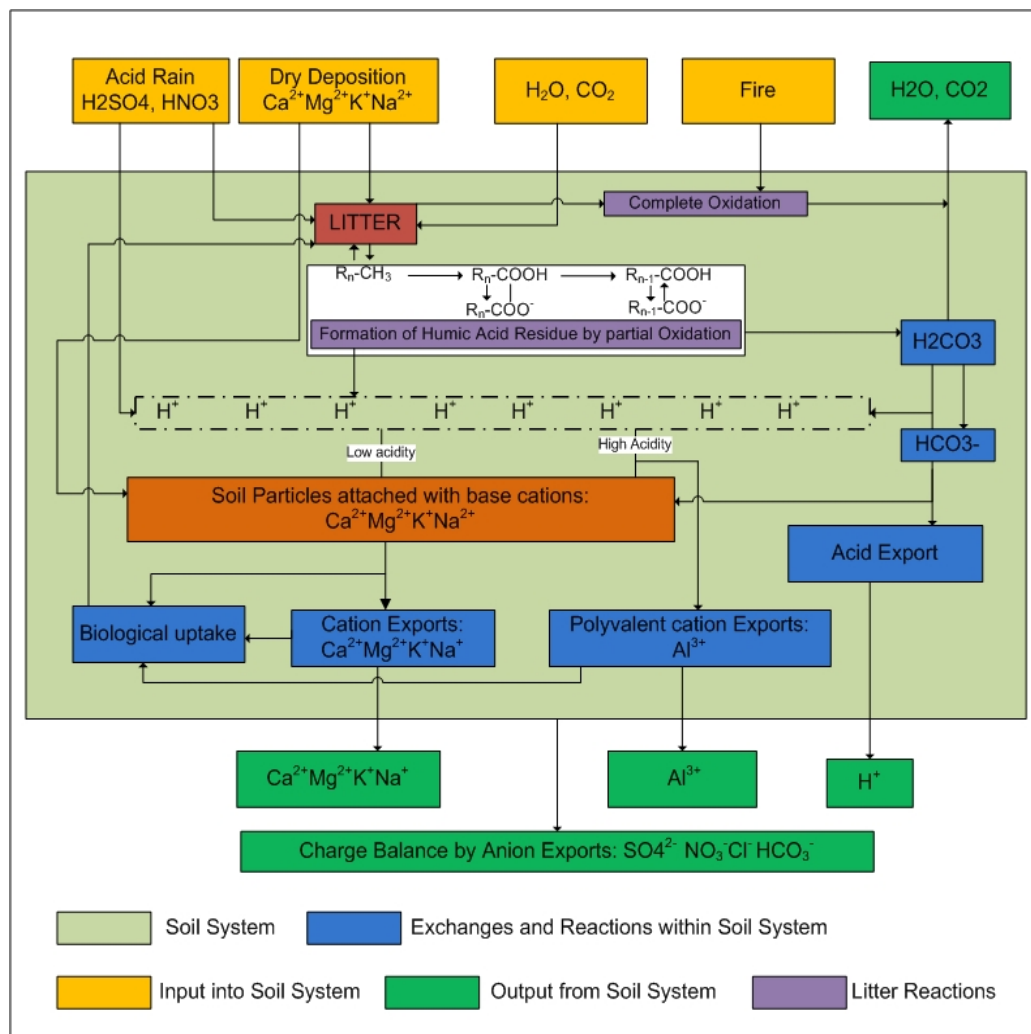 Acid Rain
H2SO4, HNO3
Dry Deposition
Ca²⁺Mg²⁺K⁺Na²⁺
H₂O, CO₂
Fire
H2O, CO2
Complete Oxidation
LITTER
Rₙ-CH₃
Rₙ-COOH
Rₙ₋₁-COOH
Rₙ-COO⁻
Rₙ₋₁-COO⁻
Formation of Humic Acid Residue by partial Oxidation
H2CO3
H⁺ H⁺ H⁺ H⁺ H⁺ H⁺ H⁺ H⁺
Low acidity
High Acidity
HCO3-
Soil Particles attached with base cations:
Ca²⁺Mg²⁺K⁺Na²⁺
Acid Export
Biological uptake
Cation Exports:
Ca²⁺Mg²⁺K⁺Na⁺
Polyvalent cation Exports:
Al³⁺
Ca²⁺Mg²⁺K⁺Na⁺
Al³⁺
H⁺
Charge Balance by Anion Exports: SO4²⁻ NO₃⁻Cl⁻HCO₃⁻
Soil System
Exchanges and Reactions within Soil System
Input into Soil System
Output from Soil System
Litter Reactions